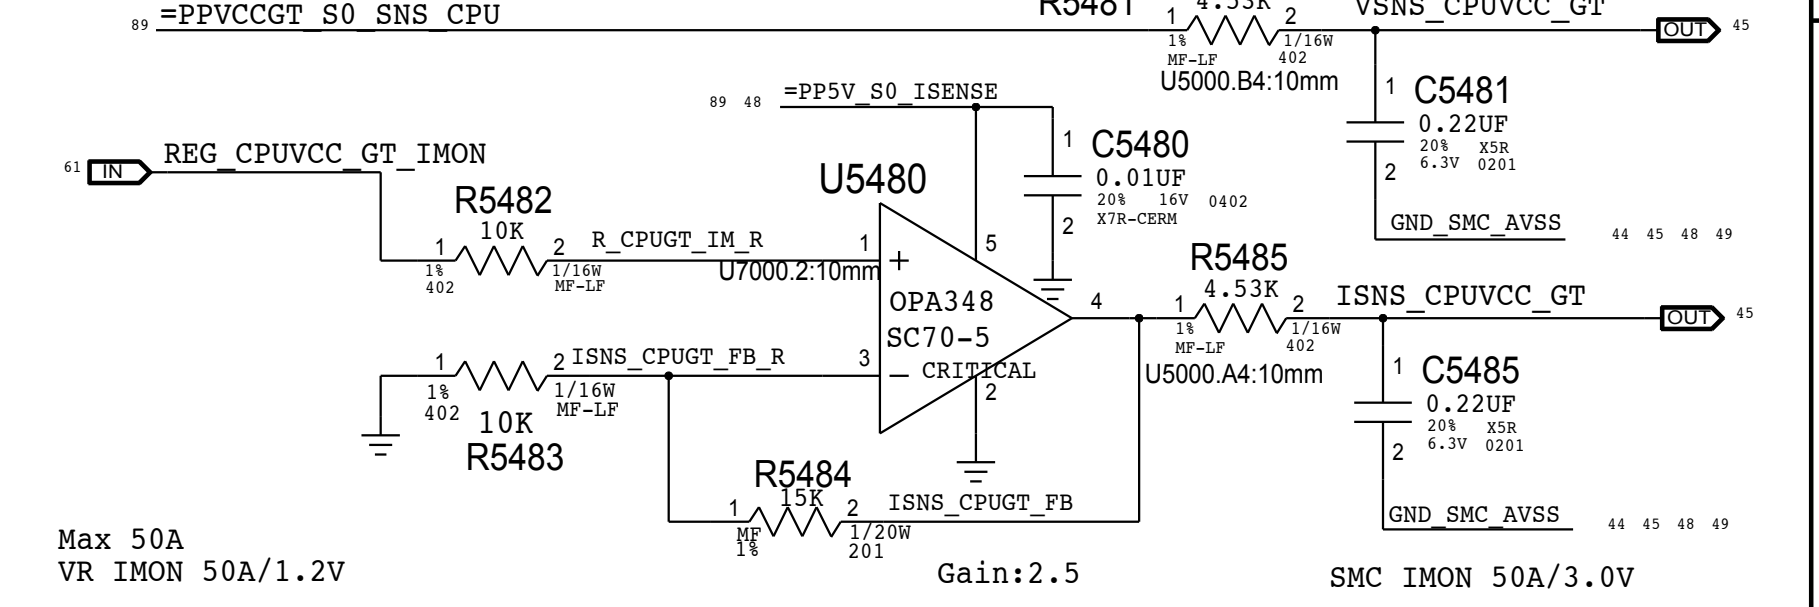 89 =PPVCCGT_S0_SNS_CPU
R5481
4.53K
1 2
1% 1/16W
MF-LF 402
U5000.B4:10mm
VSNS_CPUVCC_GT
OUT 45
1 C5481
0.22UF
20% X5R
6.3V 0201
2
GND_SMC_AVSS 44 45 48 49
89 48 =PP5V_S0_ISENSE
1 C5480
0.01UF
20% 16V 0402
X7R-CERM
2
61 IN REG_CPUVCC_GT_IMON
R5482
10K
1 2
1% 1/16W
402 MF-LF
R_CPUGT_IM_R
U7000.2:10mm
U5480
1 +
5
OPA348
SC70-5
CRITICAL
3 −
2
4
1 2
1% 1/16W
402 MF-LF
10K
R5483
ISNS_CPUGT_FB_R
R5484
15K
1 2
MF 1/20W
1% 201
ISNS_CPUGT_FB
R5485
4.53K
1 2
1% 1/16W
MF-LF 402
U5000.A4:10mm
ISNS_CPUVCC_GT
OUT 45
1 C5485
0.22UF
20% X5R
6.3V 0201
2
GND_SMC_AVSS 44 45 48 49
Max 50A
VR IMON 50A/1.2V
Gain:2.5
SMC IMON 50A/3.0V